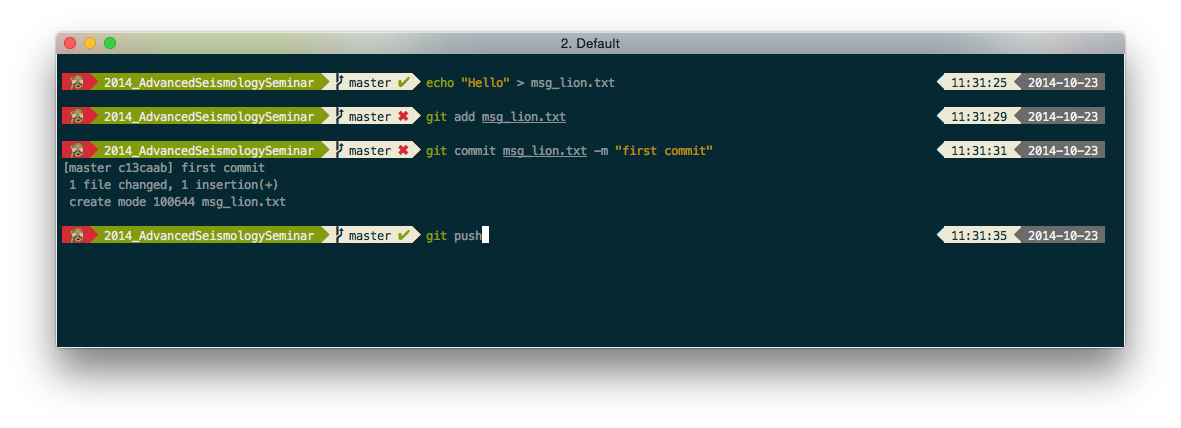 2. Default
2014_AdvancedSeismologySeminar master ✔ echo "Hello" > msg_lion.txt 11:31:25 2014-10-23
2014_AdvancedSeismologySeminar master ✖ git add msg_lion.txt 11:31:29 2014-10-23
2014_AdvancedSeismologySeminar master ✖ git commit msg_lion.txt -m "first commit" 11:31:31 2014-10-23
[master c13caab] first commit
1 file changed, 1 insertion(+)
create mode 100644 msg_lion.txt
2014_AdvancedSeismologySeminar master ✔ git push 11:31:35 2014-10-23